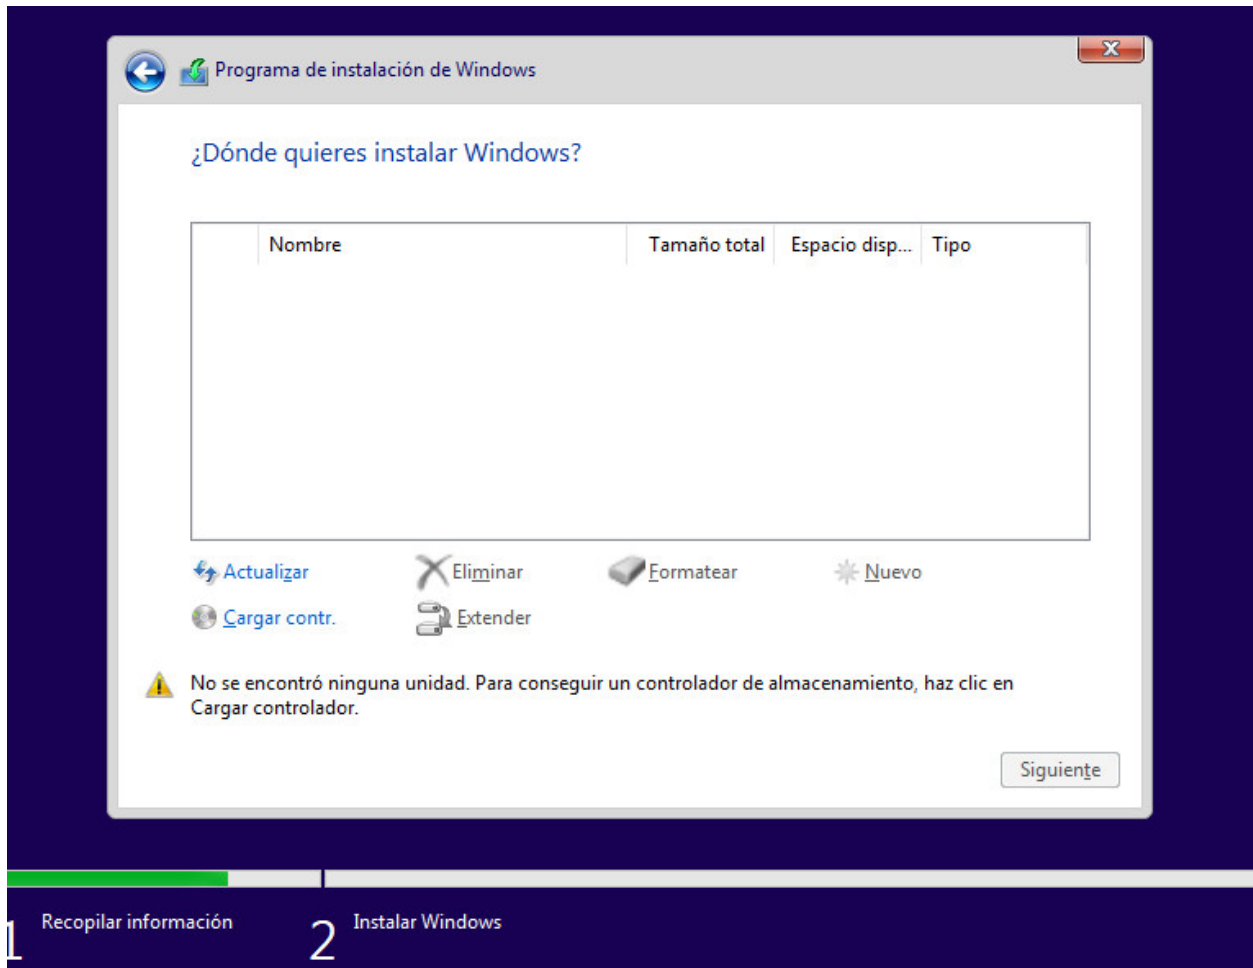 X
Programa de instalación de Windows
¿Dónde quieres instalar Windows?
Nombre Tamaño total Espacio disp... Tipo
Actualizar Eliminar Formatear Nuevo
Cargar contr. Extender
No se encontró ninguna unidad. Para conseguir un controlador de almacenamiento, haz clic en
Cargar controlador.
Siguiente
1 Recopilar información 2 Instalar Windows